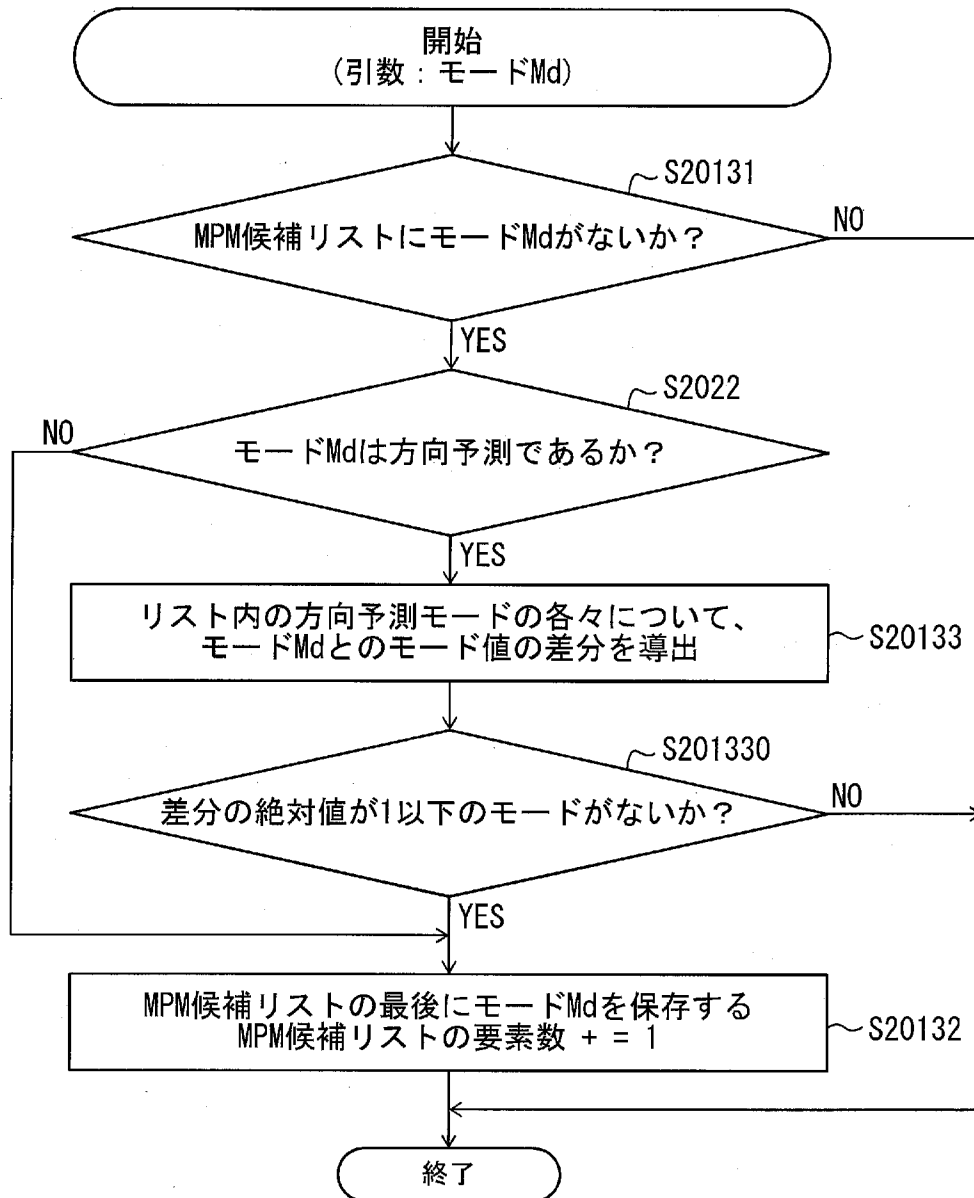 開始
(引数：モードMd)
S20131
MPM候補リストにモードMdがないか？
NO
YES
S2022
NO
モードMdは方向予測であるか？
YES
リスト内の方向予測モードの各々について、
モードMdとのモード値の差分を導出
S20133
S201330
差分の絶対値が1以下のモードがないか？
NO
YES
MPM候補リストの最後にモードMdを保存する
MPM候補リストの要素数 + = 1
S20132
終了